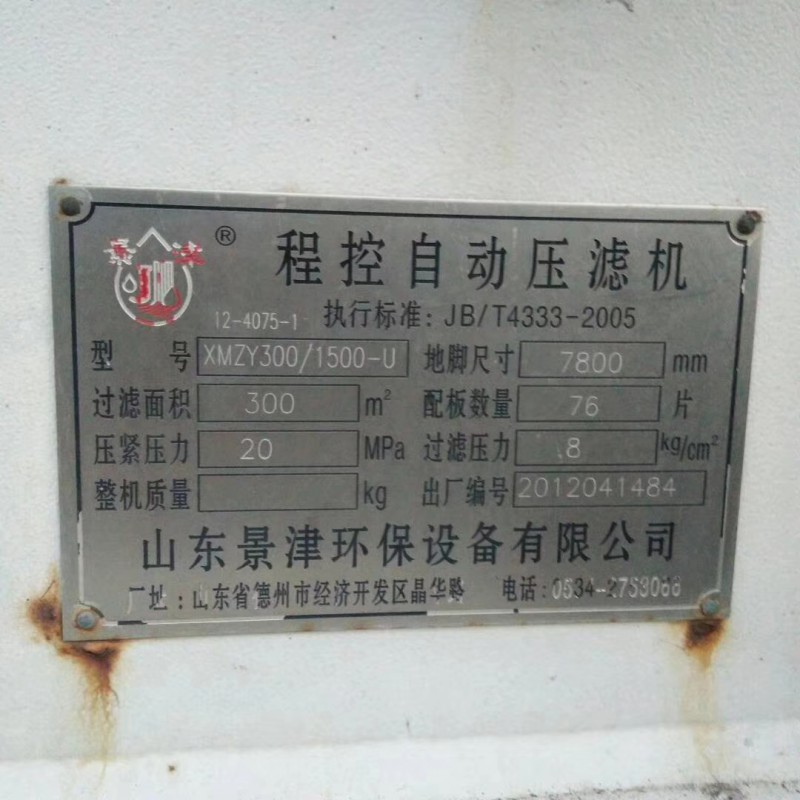 景津 ® 程控自动压滤机
12-4075-1 执行标准: JB/T4333-2005
型号 XMZY300/1500-U 地脚尺寸 7800 mm
过滤面积 300 m² 配板数量 76 片
压紧压力 20 MPa 过滤压力 8 kg/cm²
整机质量 kg 出厂编号 2012041484
山东景津环保设备有限公司
厂址:山东省德州市经济开发区晶华路 电话:0534-2753066